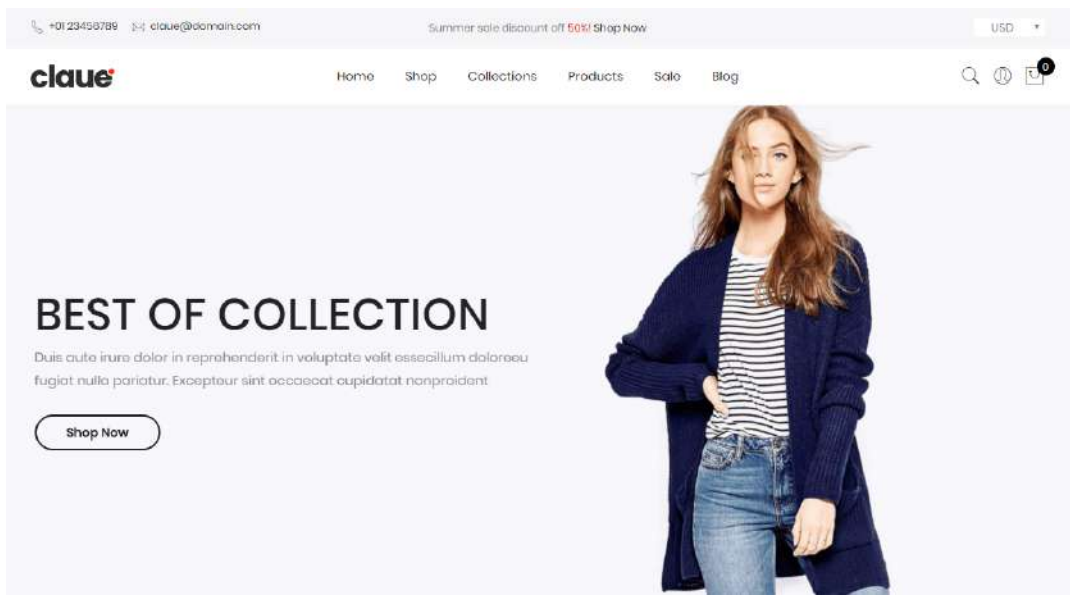 +01 23456789 claue@domain.com Summer sale discount off 50%! Shop Now USD
claue
Home Shop Collections Products Sale Blog
0
BEST OF COLLECTION
Duis aute irure dolor in reprehenderit in voluptate velit essecillum doloreeu
fugiat nulla pariatur. Excepteur sint occaecat cupidatat nonproident
Shop Now